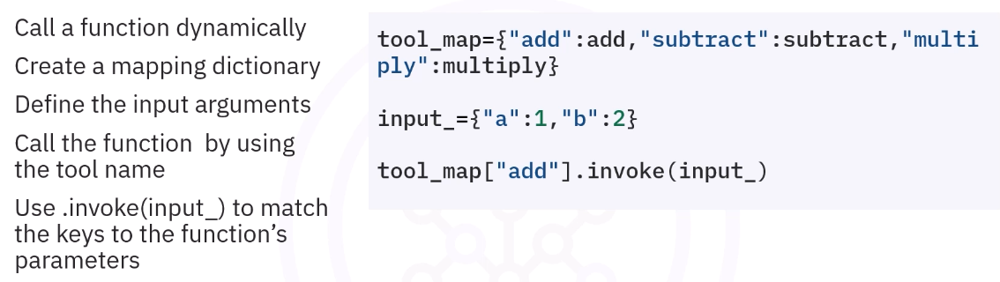 Call a function dynamically
Create a mapping dictionary
Define the input arguments
Call the function  by using
the tool name
Use .invoke(input_) to match
the keys to the function’s
parameters
tool_map={"add":add,"subtract":subtract,"multi
ply":multiply}
input_={"a":1,"b":2}
tool_map["add"].invoke(input_)